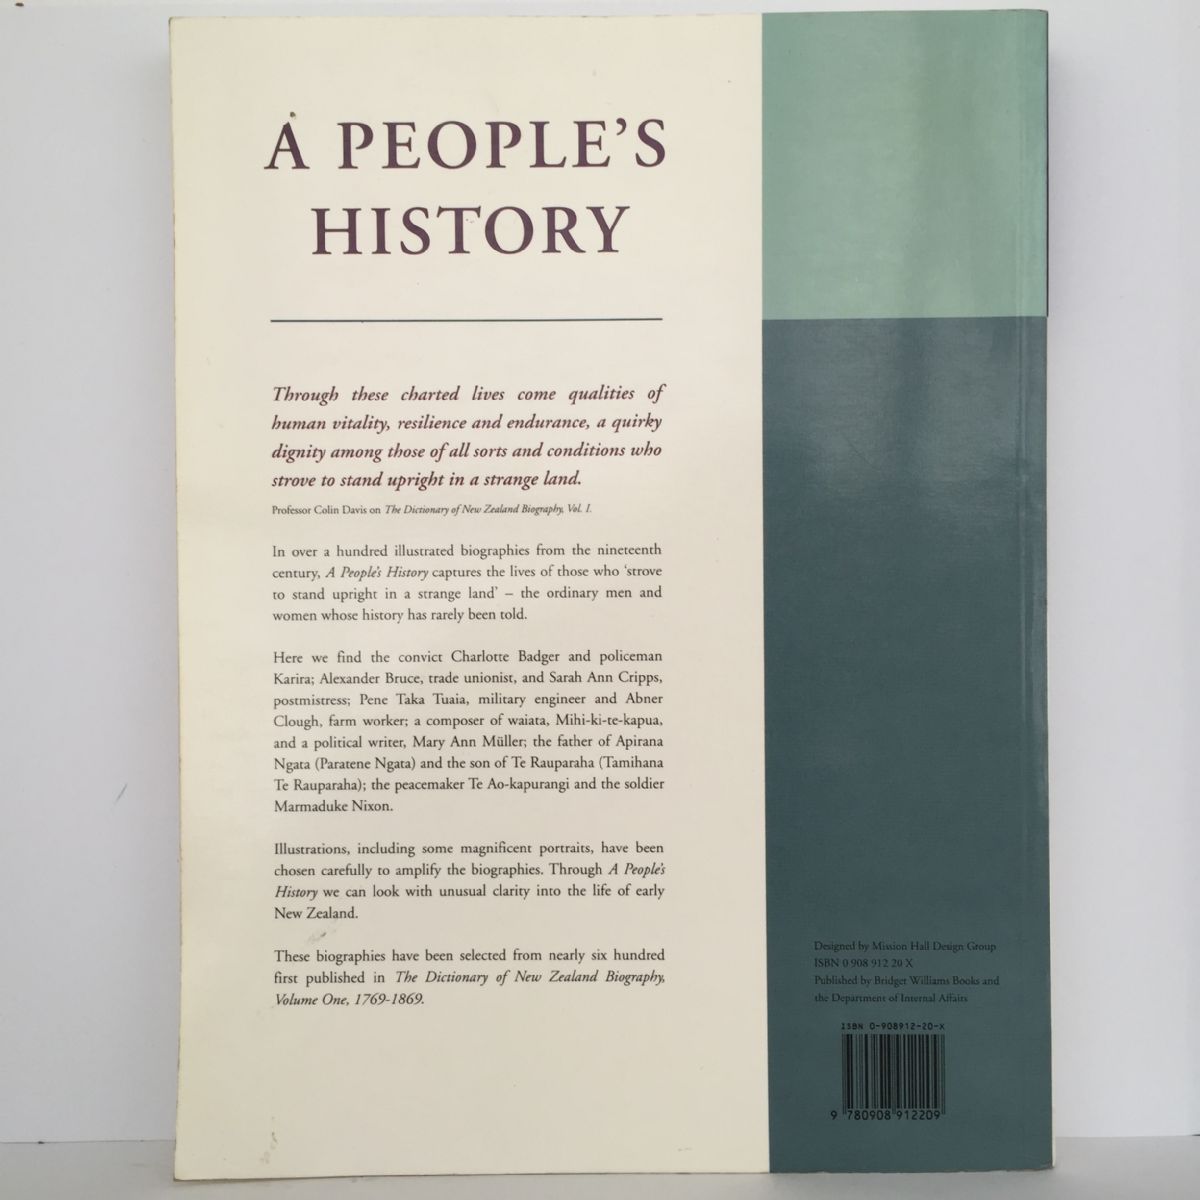 A PEOPLE'S
HISTORY
Through these charted lives come qualities of
human vitality, resilience and endurance, a quirky
dignity among those of all sorts and conditions who
strove to stand upright in a strange land.
Professor Colin Davis on The Dictionary of New Zealand Biography, Vol. I.
In over a hundred illustrated biographies from the nineteenth
century, A People's History captures the lives of those who ‘strove
to stand upright in a strange land’ – the ordinary men and
women whose history has rarely been told.
Here we find the convict Charlotte Badger and policeman
Karira; Alexander Bruce, trade unionist, and Sarah Ann Cripps,
postmistress; Pene Taka Tuaia, military engineer and Abner
Clough, farm worker; a composer of waiata, Mihi-ki-te-kapua,
and a political writer, Mary Ann Müller; the father of Apirana
Ngata (Paratene Ngata) and the son of Te Rauparaha (Tamihana
Te Rauparaha); the peacemaker Te Ao-kapurangi and the soldier
Marmaduke Nixon.
Illustrations, including some magnificent portraits, have been
chosen carefully to amplify the biographies. Through A People's
History we can look with unusual clarity into the life of early
New Zealand.
These biographies have been selected from nearly six hundred
first published in The Dictionary of New Zealand Biography,
Volume One, 1769-1869.
Designed by Mission Hall Design Group
ISBN 0 908 912 20 X
Published by Bridget Williams Books and
the Department of Internal Affairs
ISBN 0-908912-20-X
9 780908 912209